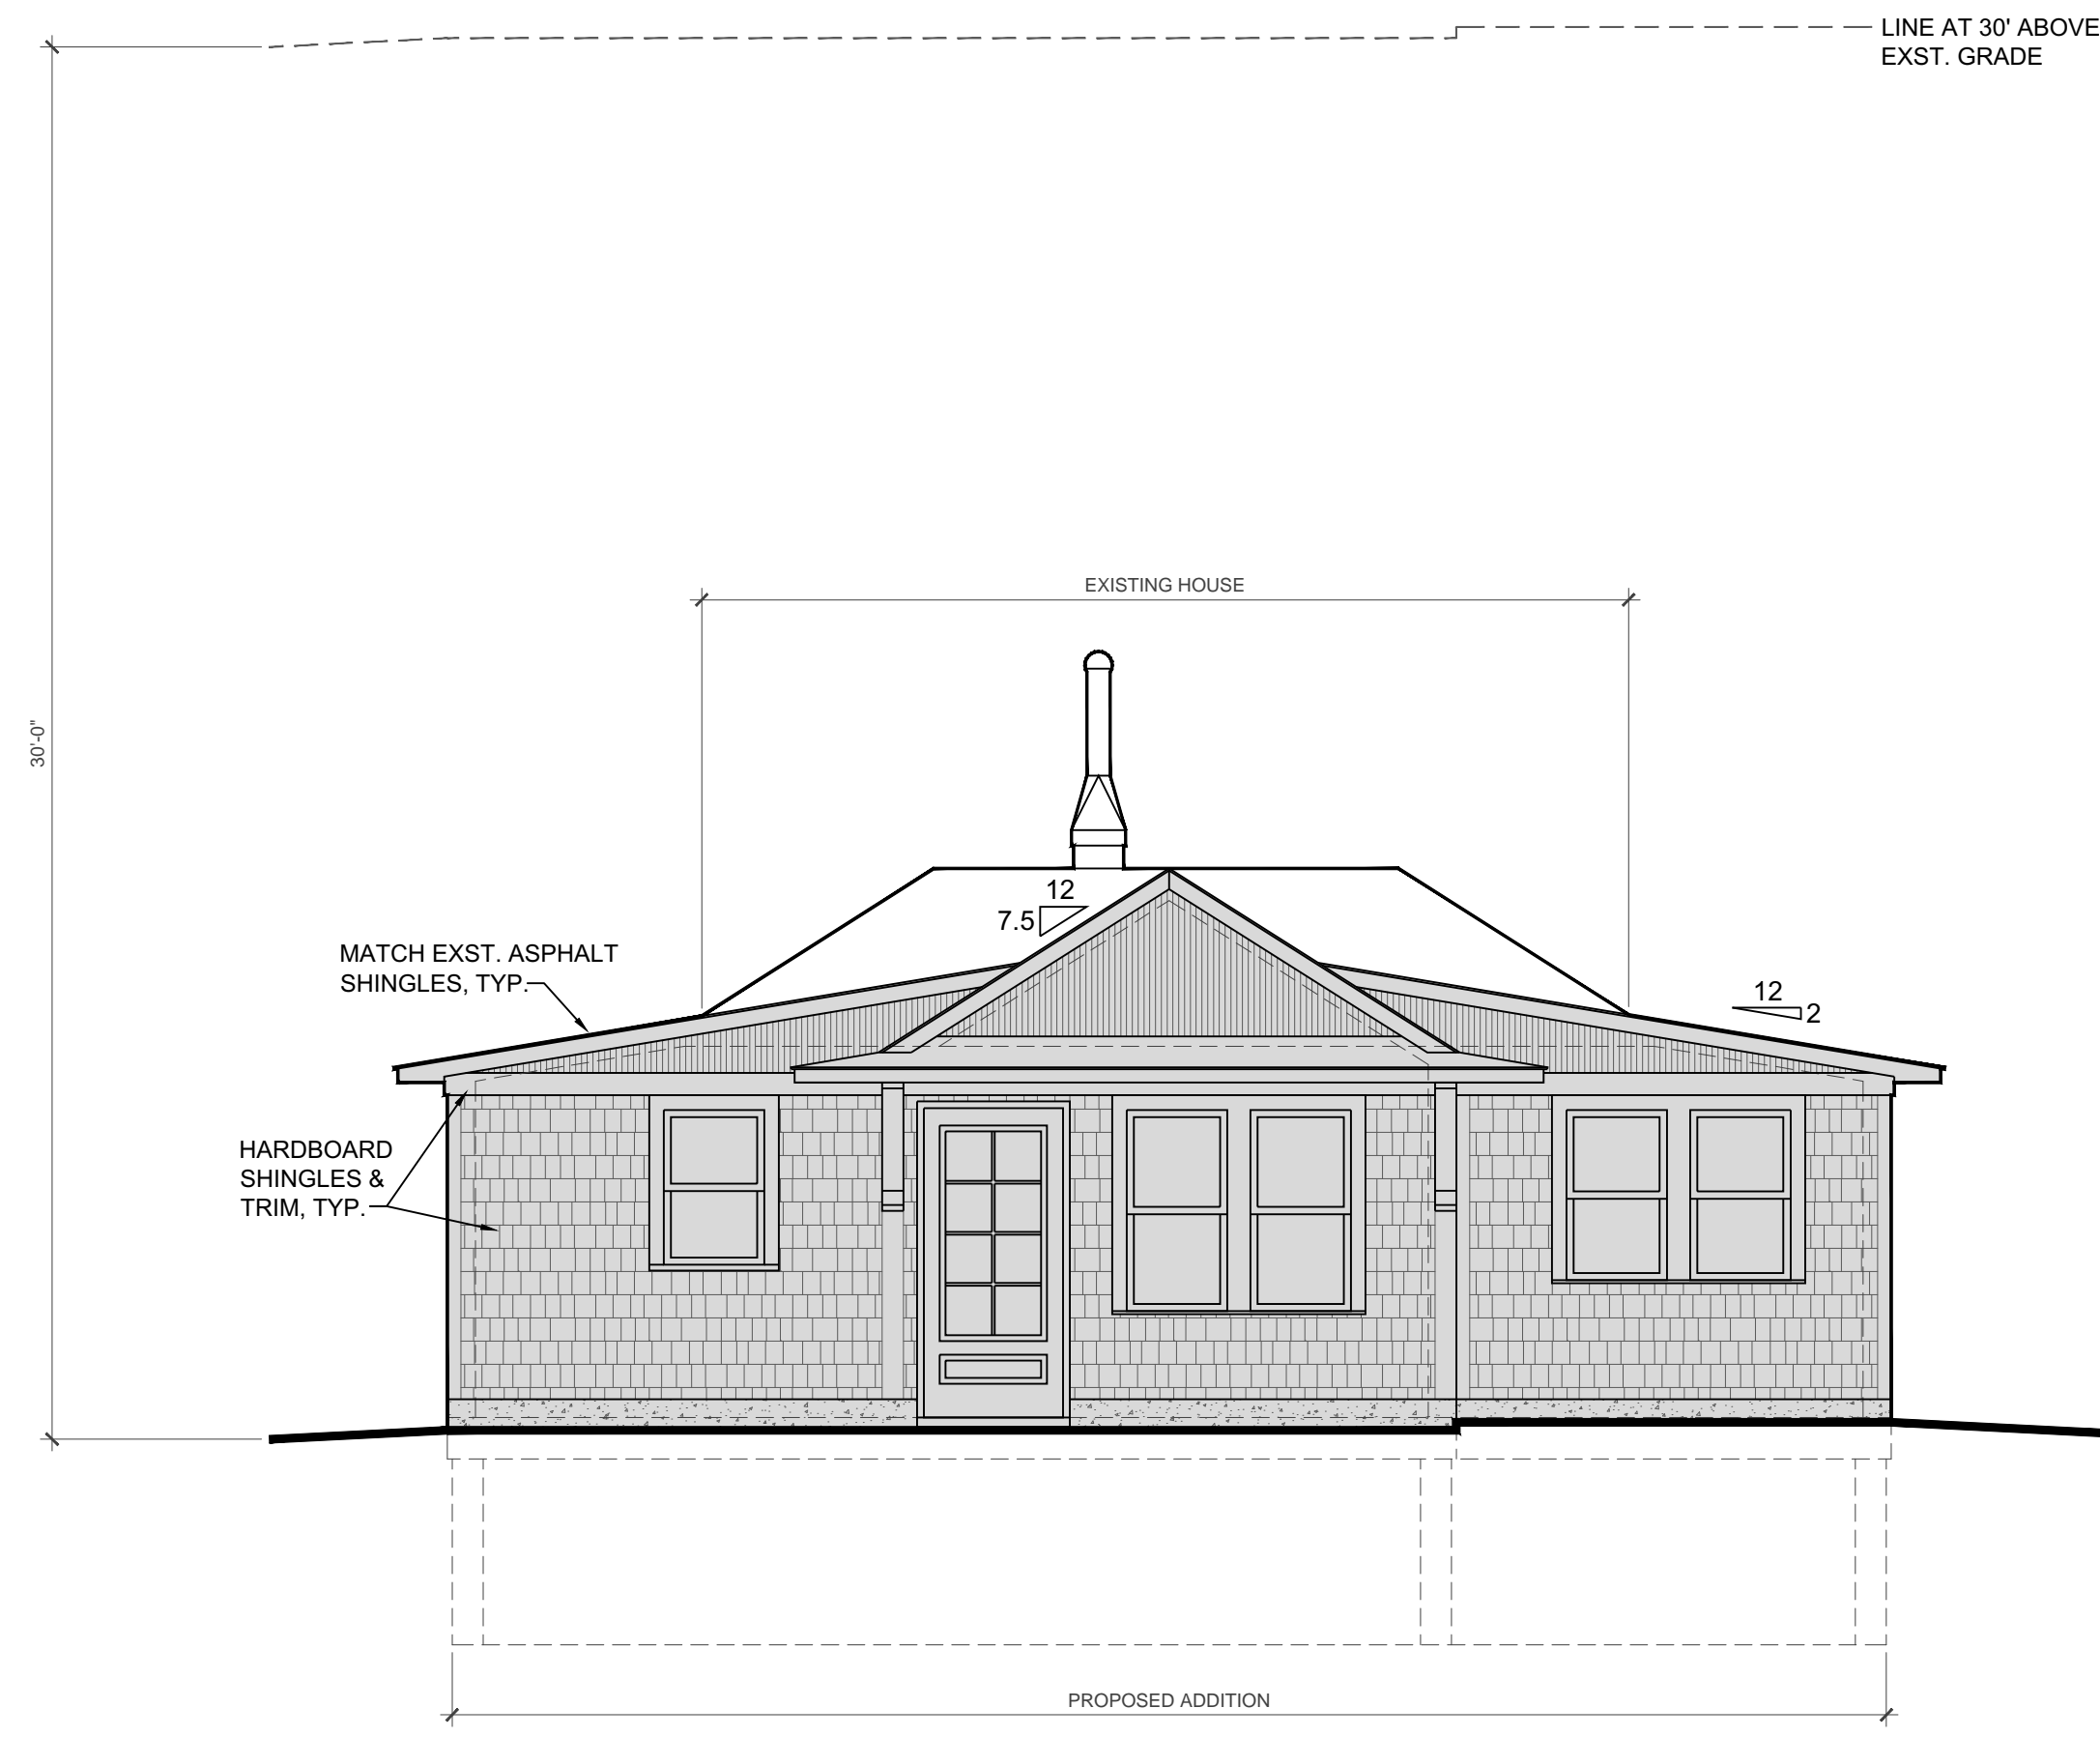 LINE AT 30' ABOVE
EXST. GRADE
EXISTING HOUSE
30'-0"
12
7.5
MATCH EXST. ASPHALT
SHINGLES, TYP.
12
2
HARDBOARD
SHINGLES &
TRIM, TYP.
PROPOSED ADDITION